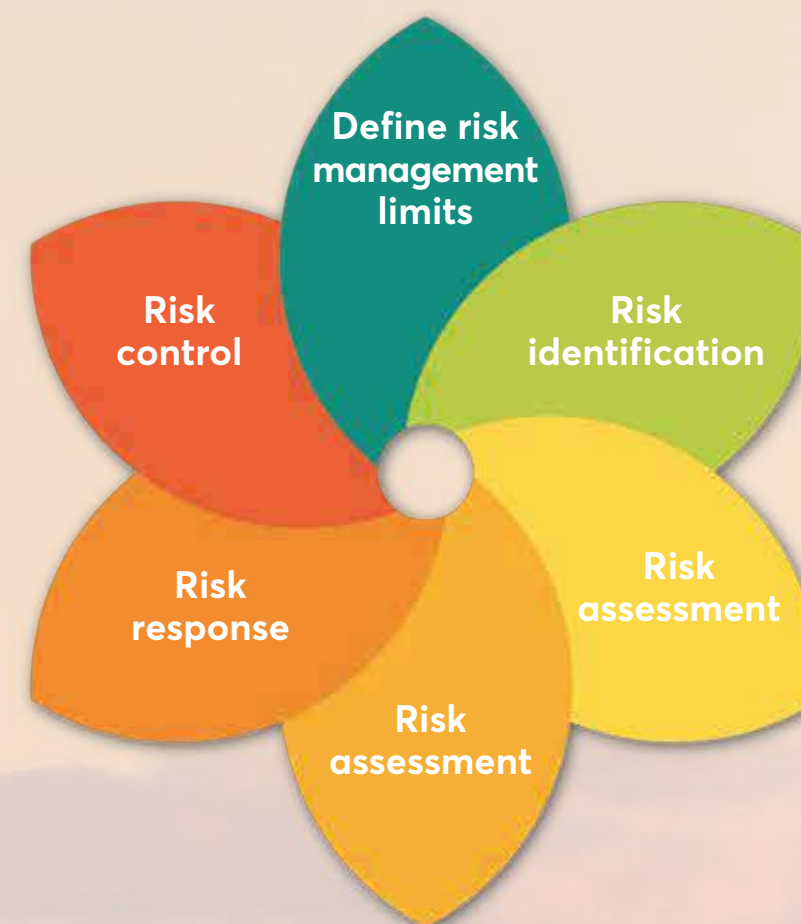 Define risk
management
limits
Risk
identification
Risk
assessment
Risk
assessment
Risk
response
Risk
control